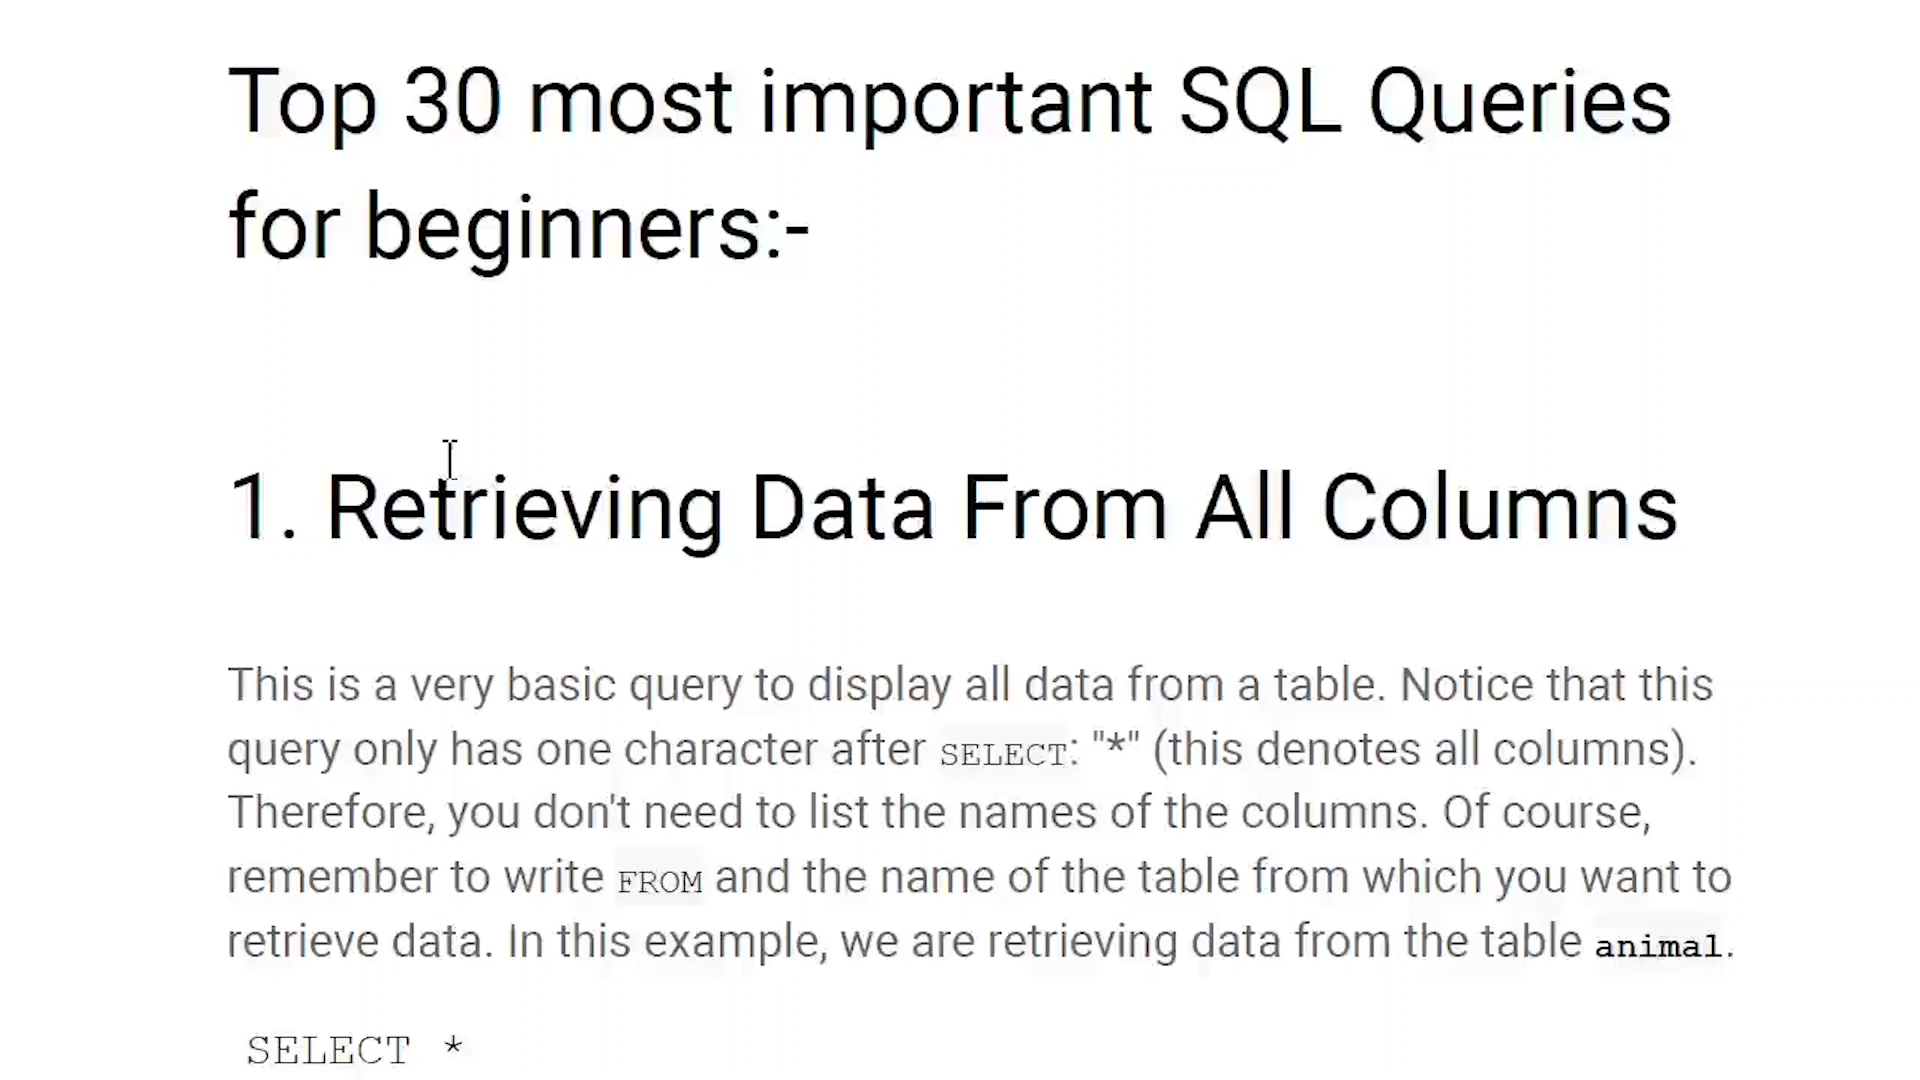 Top 30 most important SQL Queries
for beginners:-
1. Retrieving Data From All Columns
This is a very basic query to display all data from a table. Notice that this
query only has one character after SELECT: "*" (this denotes all columns).
Therefore, you don't need to list the names of the columns. Of course,
remember to write FROM and the name of the table from which you want to
retrieve data. In this example, we are retrieving data from the table animal.
SELECT *